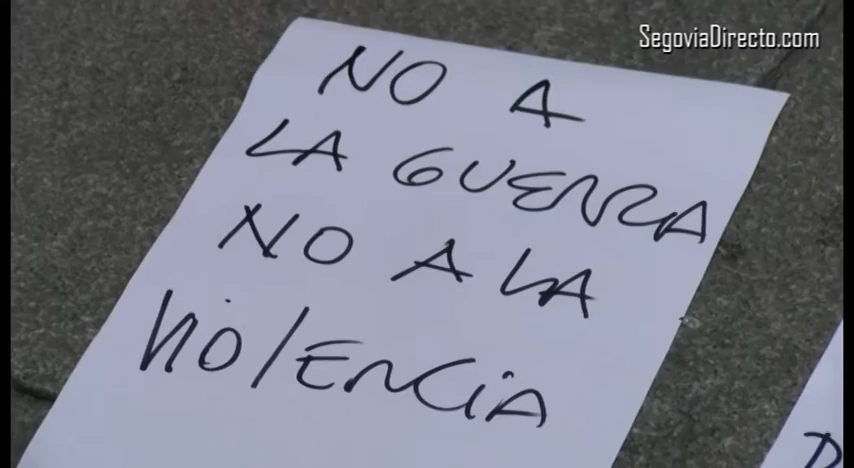 SegoviaDirecto.com
NO A
LA GUERRA
NO A LA
ViOlENCiA
D